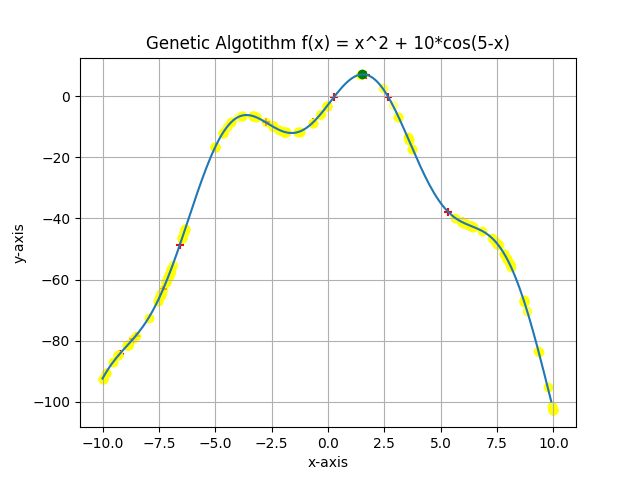 Genetic Algotithm f(x) = x^2 + 10*cos(5-x)
0
−20
−40
−60
−80
−100
y-axis
−10.0 −7.5 −5.0 −2.5 0.0 2.5 5.0 7.5 10.0
x-axis